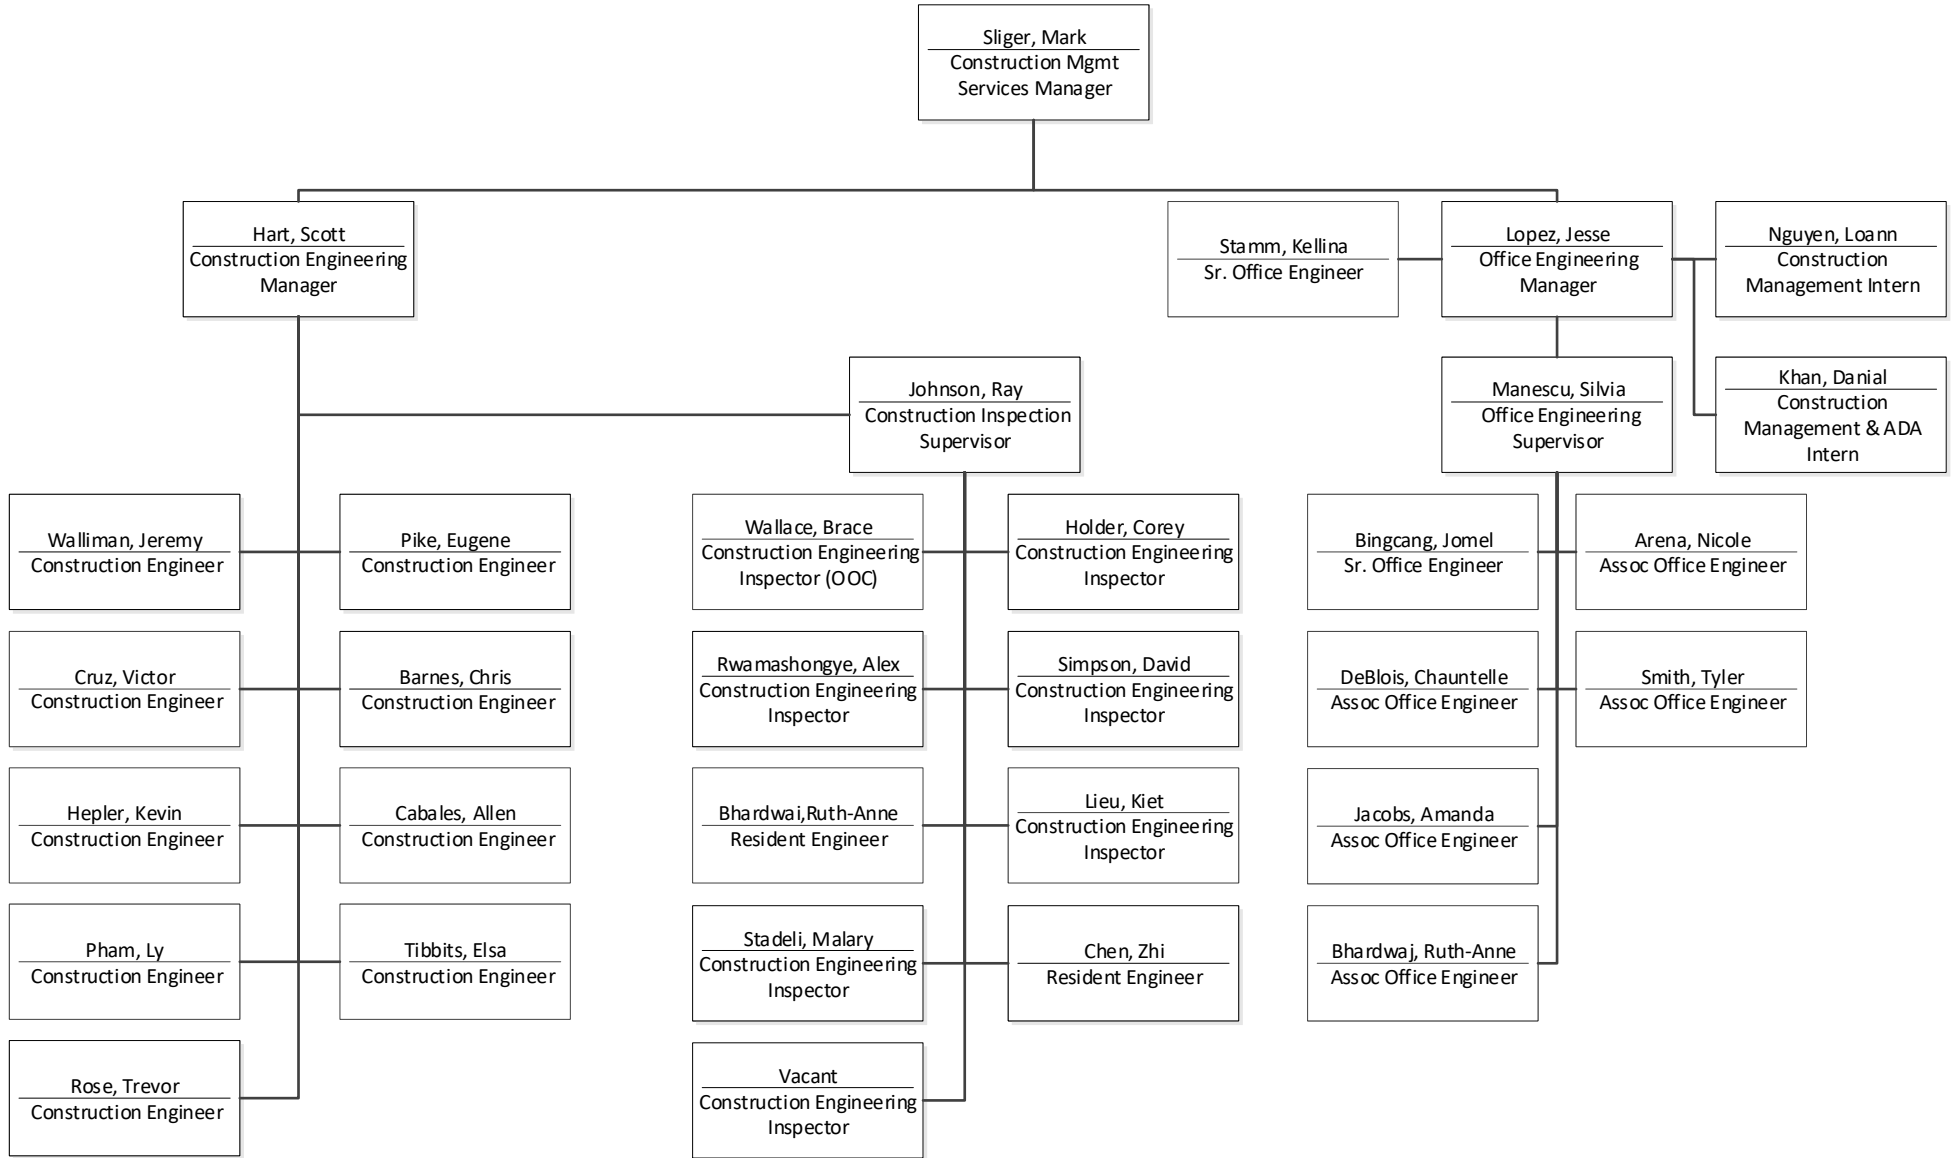 Sliger, Mark
Construction Mgmt
Services Manager
Hart, Scott
Construction Engineering
Manager
Stamm, Kellina
Sr. Office Engineer
Lopez, Jesse
Office Engineering
Manager
Nguyen, Loann
Construction
Management Intern
Johnson, Ray
Construction Inspection
Supervisor
Manescu, Silvia
Office Engineering
Supervisor
Khan, Danial
Construction
Management & ADA
Intern
Walliman, Jeremy
Construction Engineer
Pike, Eugene
Construction Engineer
Wallace, Brace
Construction Engineering
Inspector (OOC)
Holder, Corey
Construction Engineering
Inspector
Bingcang, Jomel
Sr. Office Engineer
Arena, Nicole
Assoc Office Engineer
Cruz, Victor
Construction Engineer
Barnes, Chris
Construction Engineer
Rwamashongye, Alex
Construction Engineering
Inspector
Simpson, David
Construction Engineering
Inspector
DeBlois, Chauntelle
Assoc Office Engineer
Smith, Tyler
Assoc Office Engineer
Hepler, Kevin
Construction Engineer
Cabales, Allen
Construction Engineer
Bhardwai,Ruth-Anne
Resident Engineer
Lieu, Kiet
Construction Engineering
Inspector
Jacobs, Amanda
Assoc Office Engineer
Pham, Ly
Construction Engineer
Tibbits, Elsa
Construction Engineer
Stadeli, Malary
Construction Engineering
Inspector
Chen, Zhi
Resident Engineer
Bhardwaj, Ruth-Anne
Assoc Office Engineer
Rose, Trevor
Construction Engineer
Vacant
Construction Engineering
Inspector